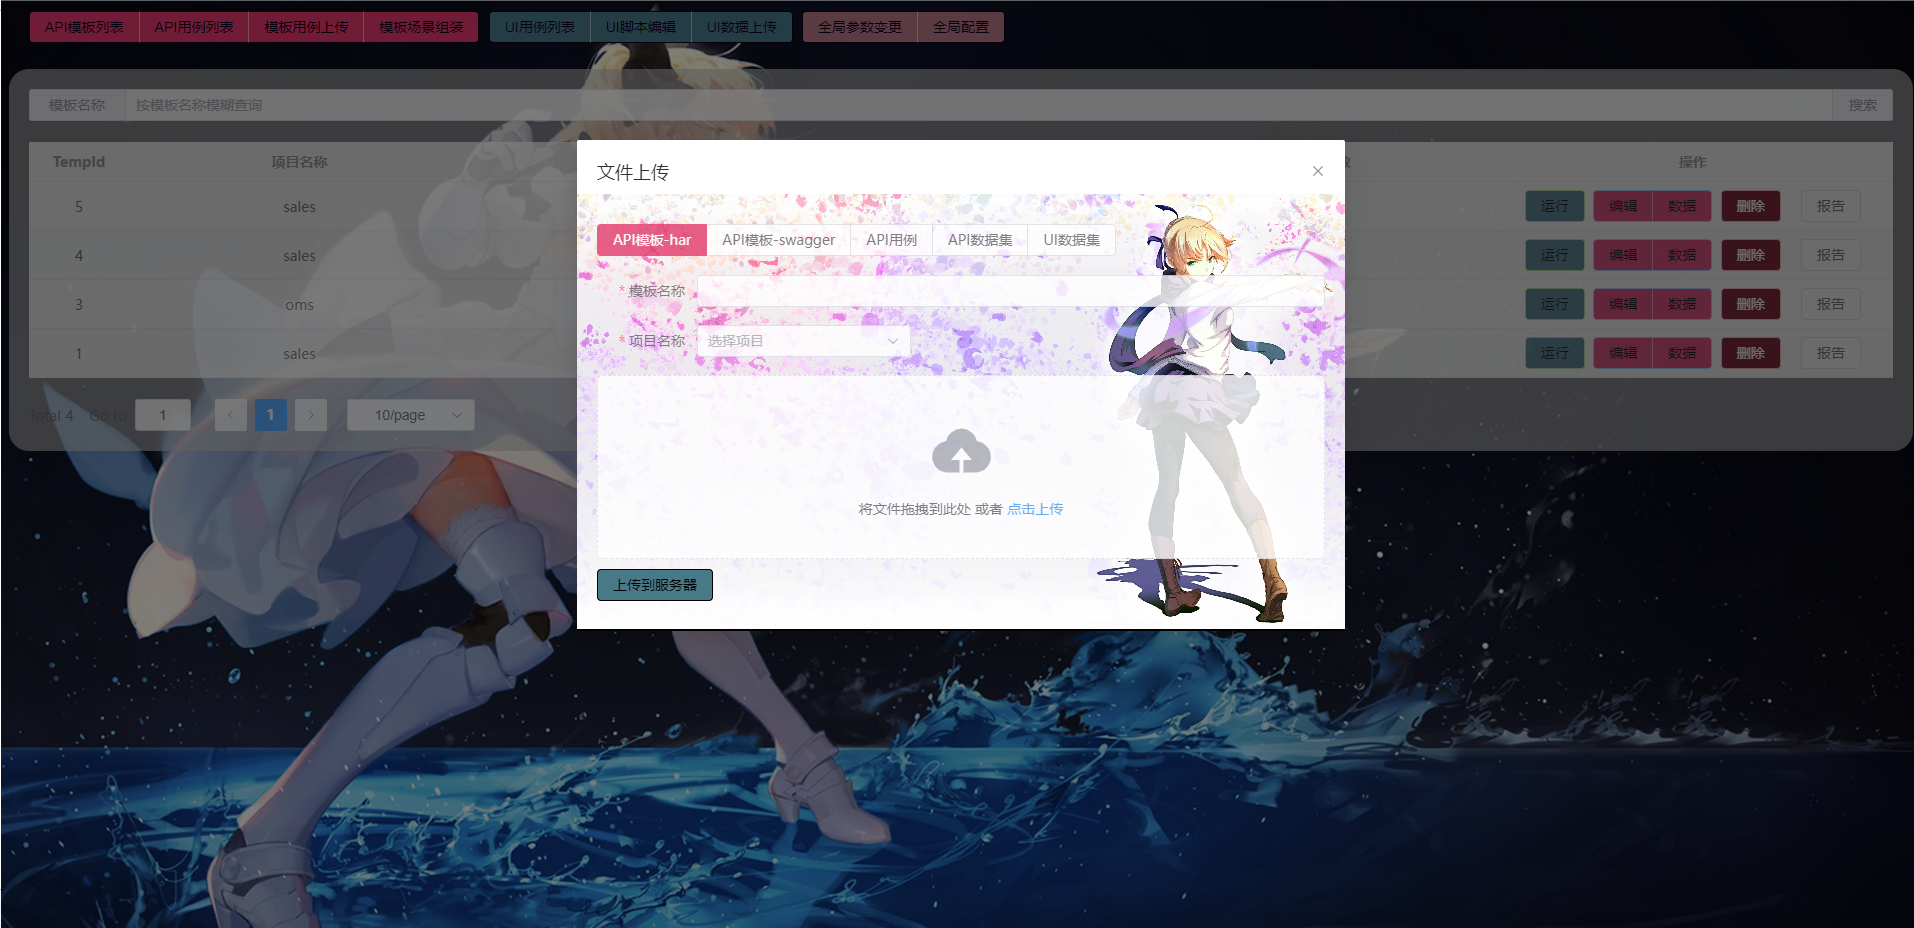 API模板列表 API用例列表 模板用例上传 模板场景组装 UI用例列表 UI脚本编辑 UI数据上传 全局参数变更 全局配置
模板名称 按模板名称模糊查询 搜索
TempId 项目名称 数 操作
5 sales 运行 编辑 数据 删除 报告
4 sales 运行 编辑 数据 删除 报告
3 oms 运行 编辑 数据 删除 报告
1 sales 运行 编辑 数据 删除 报告
Total 4 Go to 1 1 10/page
文件上传
API模板-har API模板-swagger API用例 API数据集 UI数据集
* 模板名称
* 项目名称 选择项目
将文件拖拽到此处 或者 点击上传
上传到服务器